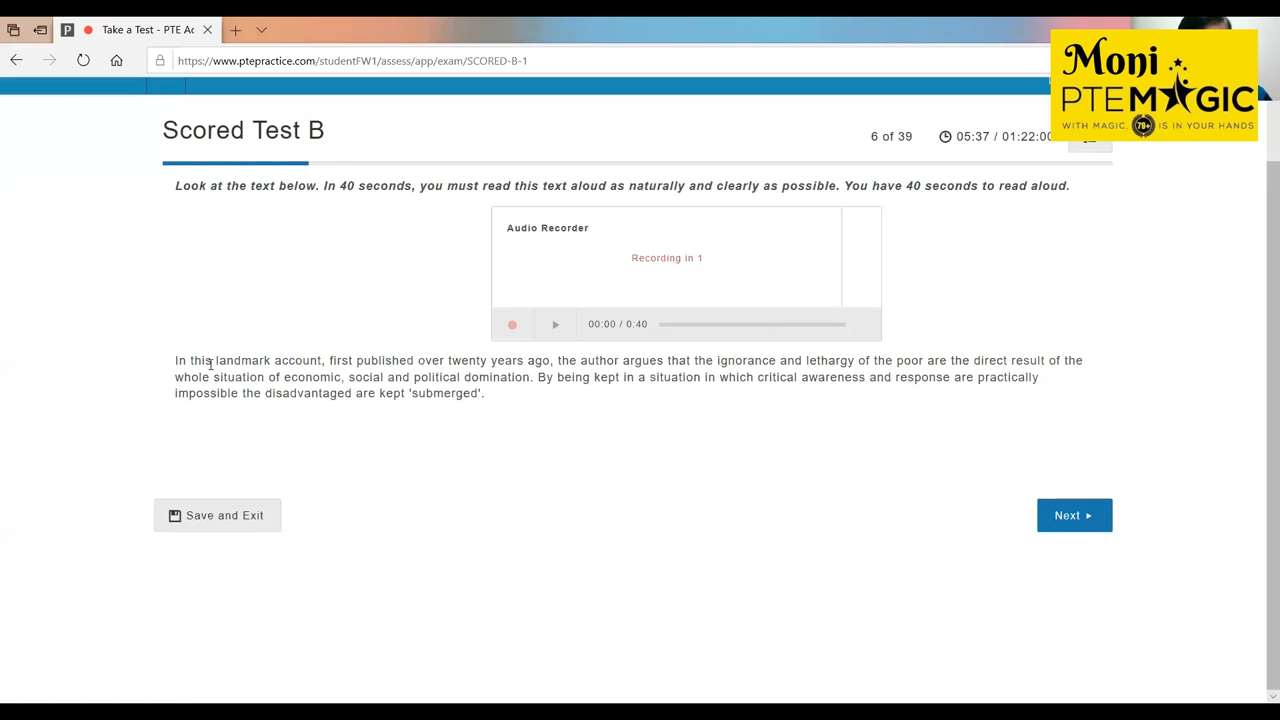 P Take a Test - PTE Ac
https://www.ptepractice.com/studentFW1/assess/app/exam/SCORED-B-1
Moni
PTE MAGIC
WITH MAGIC, 79+ IS IN YOUR HANDS
Scored Test B
6 of 39
05:37 / 01:22:00
Look at the text below. In 40 seconds, you must read this text aloud as naturally and clearly as possible. You have 40 seconds to read aloud.
Audio Recorder
Recording in 1
00:00 / 0:40
In this landmark account, first published over twenty years ago, the author argues that the ignorance and lethargy of the poor are the direct result of the
whole situation of economic, social and political domination. By being kept in a situation in which critical awareness and response are practically
impossible the disadvantaged are kept 'submerged'.
Save and Exit
Next